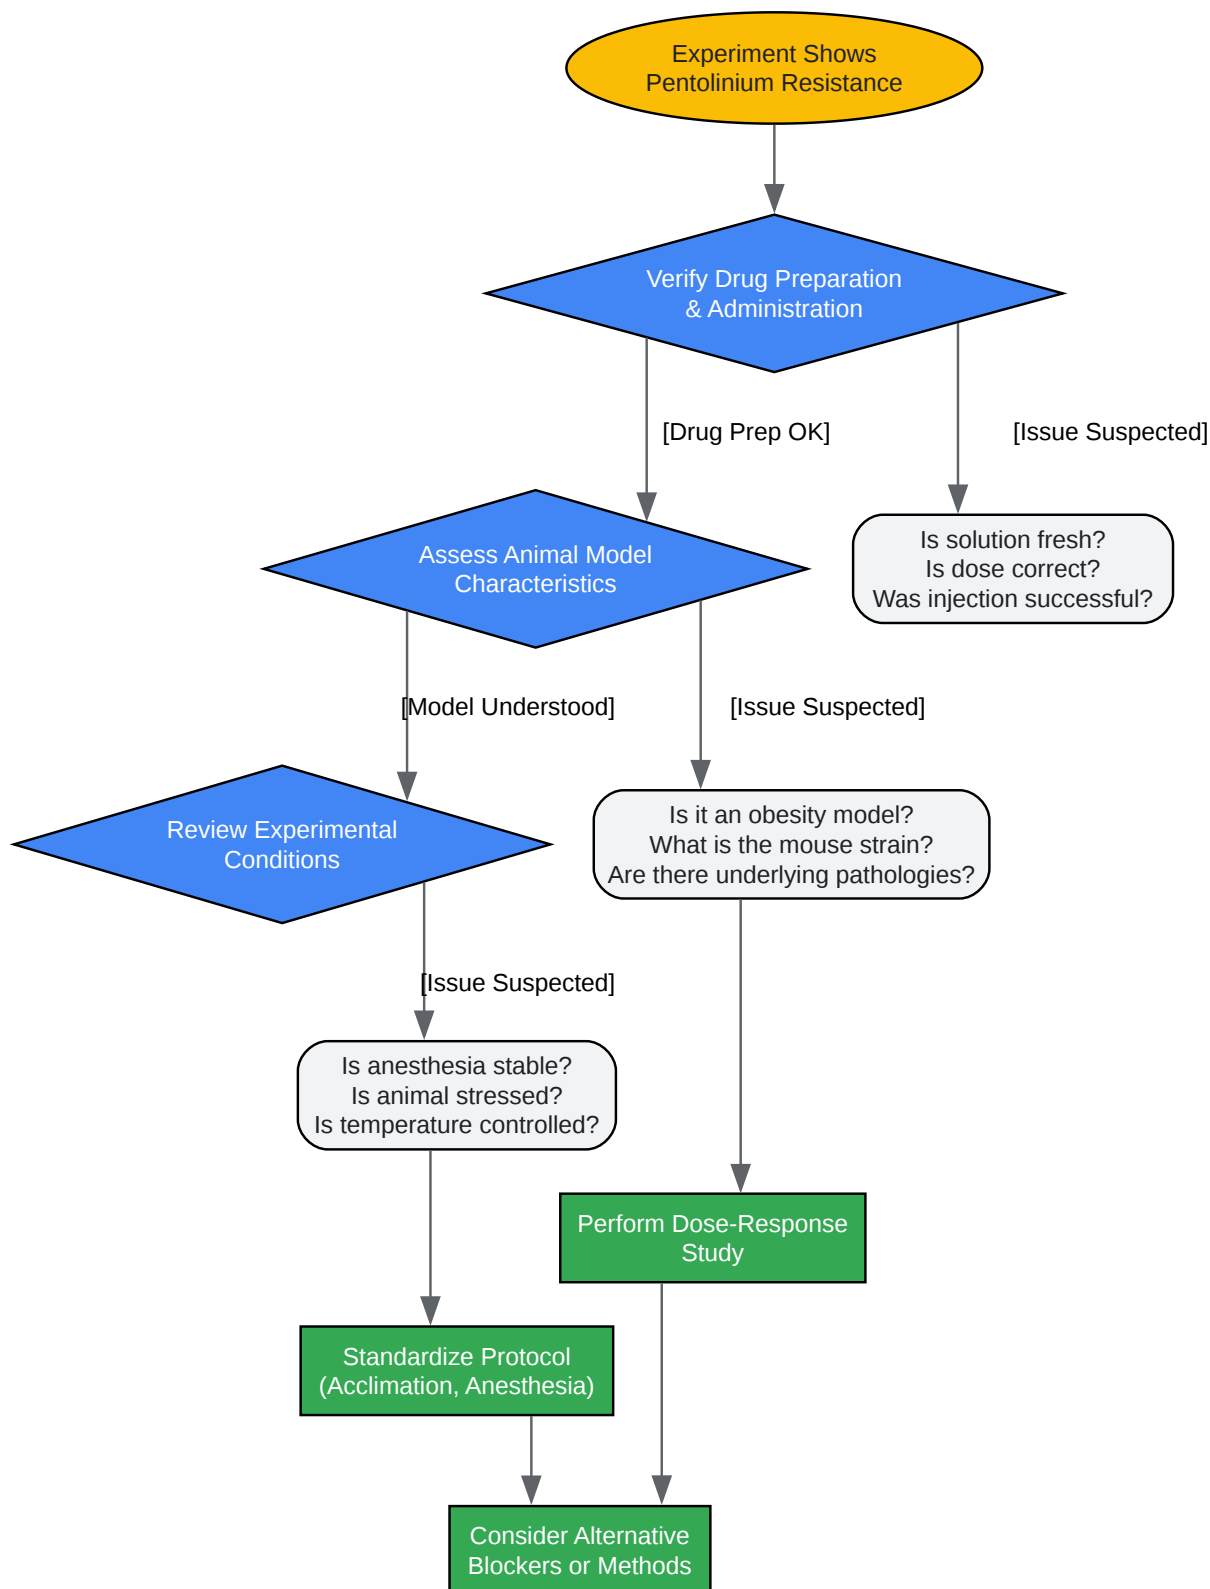 Experiment Shows
Pentolinium Resistance
Verify Drug Preparation
& Administration
[Drug Prep OK]
[Issue Suspected]
Is solution fresh?
Is dose correct?
Was injection successful?
Assess Animal Model
Characteristics
[Model Understood]
[Issue Suspected]
Is it an obesity model?
What is the mouse strain?
Are there underlying pathologies?
Review Experimental
Conditions
[Issue Suspected]
Is anesthesia stable?
Is animal stressed?
Is temperature controlled?
Perform Dose-Response
Study
Standardize Protocol
(Acclimation, Anesthesia)
Consider Alternative
Blockers or Methods